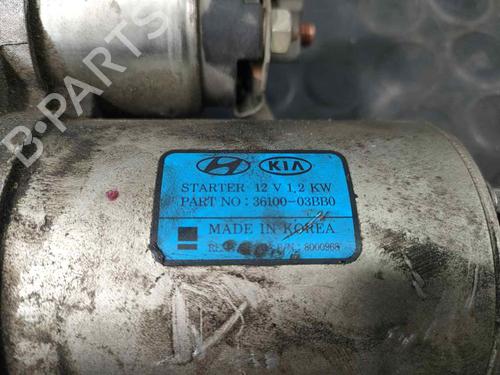 KIA
STARTER 12 V 1,2 KW
PART NO : 36100-03BB0
MADE IN KOREA
P/N : 8000968
B-PARTS